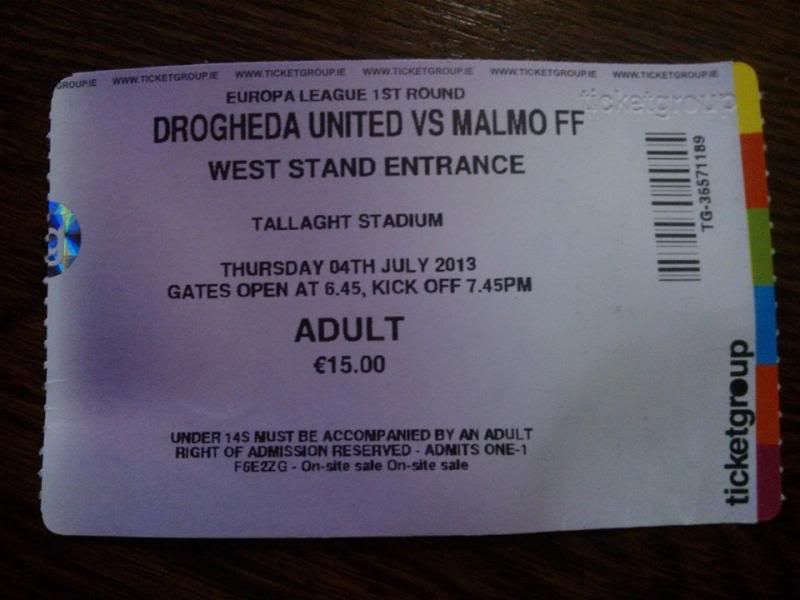 GROUP.IE WWW.TICKETGROUP.IE WWW.TICKETGROUP.IE WWW.TICKETGROUP.IE WWW.TICKETGROUP.IE WWW.TICKETGROUP.IE
EUROPA LEAGUE 1ST ROUND
ticketgroup
DROGHEDA UNITED VS MALMO FF
WEST STAND ENTRANCE
TALLAGHT STADIUM
THURSDAY 04TH JULY 2013
GATES OPEN AT 6.45, KICK OFF 7.45PM
ADULT
€15.00
UNDER 14S MUST BE ACCOMPANIED BY AN ADULT
RIGHT OF ADMISSION RESERVED - ADMITS ONE-1
F6E2ZG - On-site sale On-site sale
TG-36571189
ticketgroup